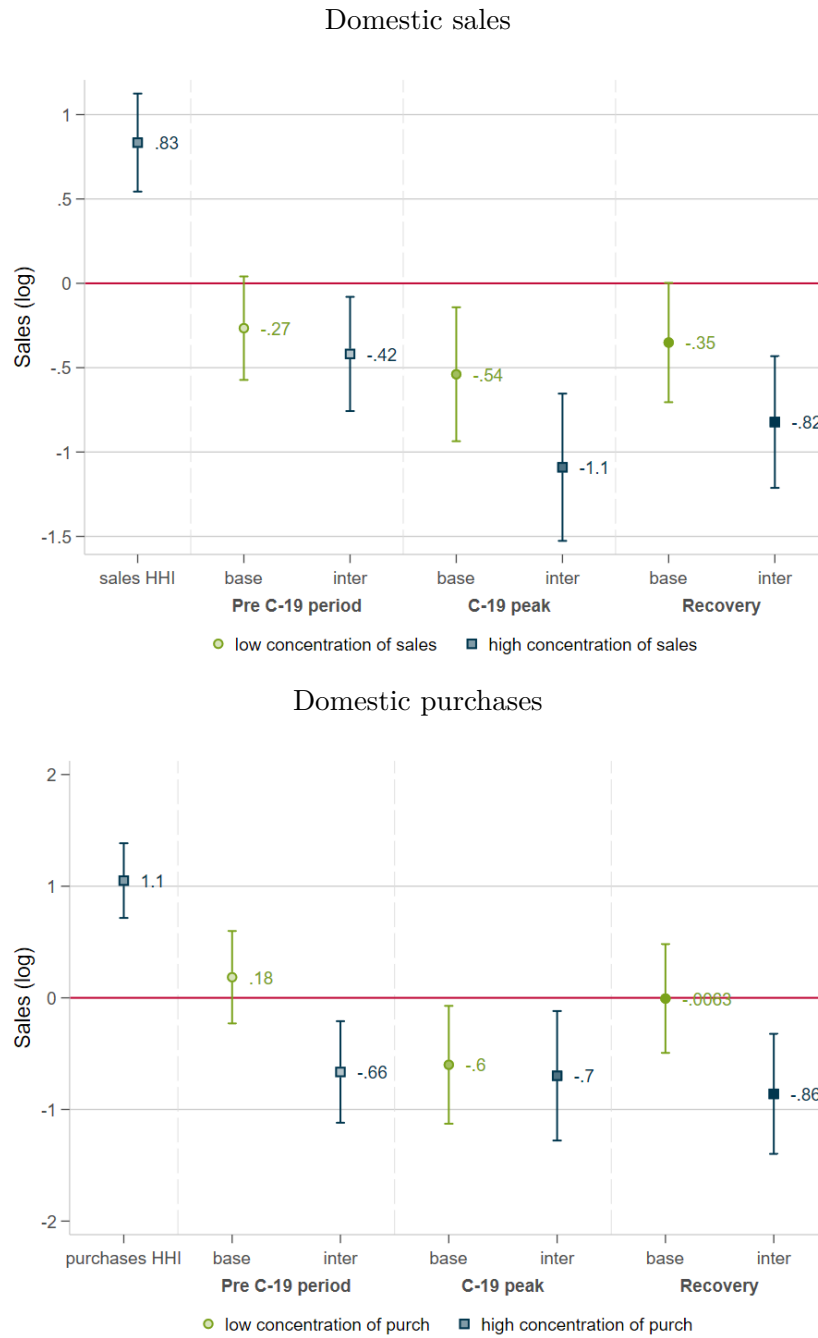 Domestic sales
Sales (log)
1
.5
0
-.5
-1
-1.5
.83
-.27
-.42
-.54
-1.1
-.35
-.82
sales HHI base inter base inter base inter
Pre C-19 period C-19 peak Recovery
low concentration of sales high concentration of sales
Domestic purchases
Sales (log)
2
1
0
-1
-2
1.1
.18
-.66
-.6
-.7
-.0063
-.86
purchases HHI base inter base inter base inter
Pre C-19 period C-19 peak Recovery
low concentration of purch high concentration of purch